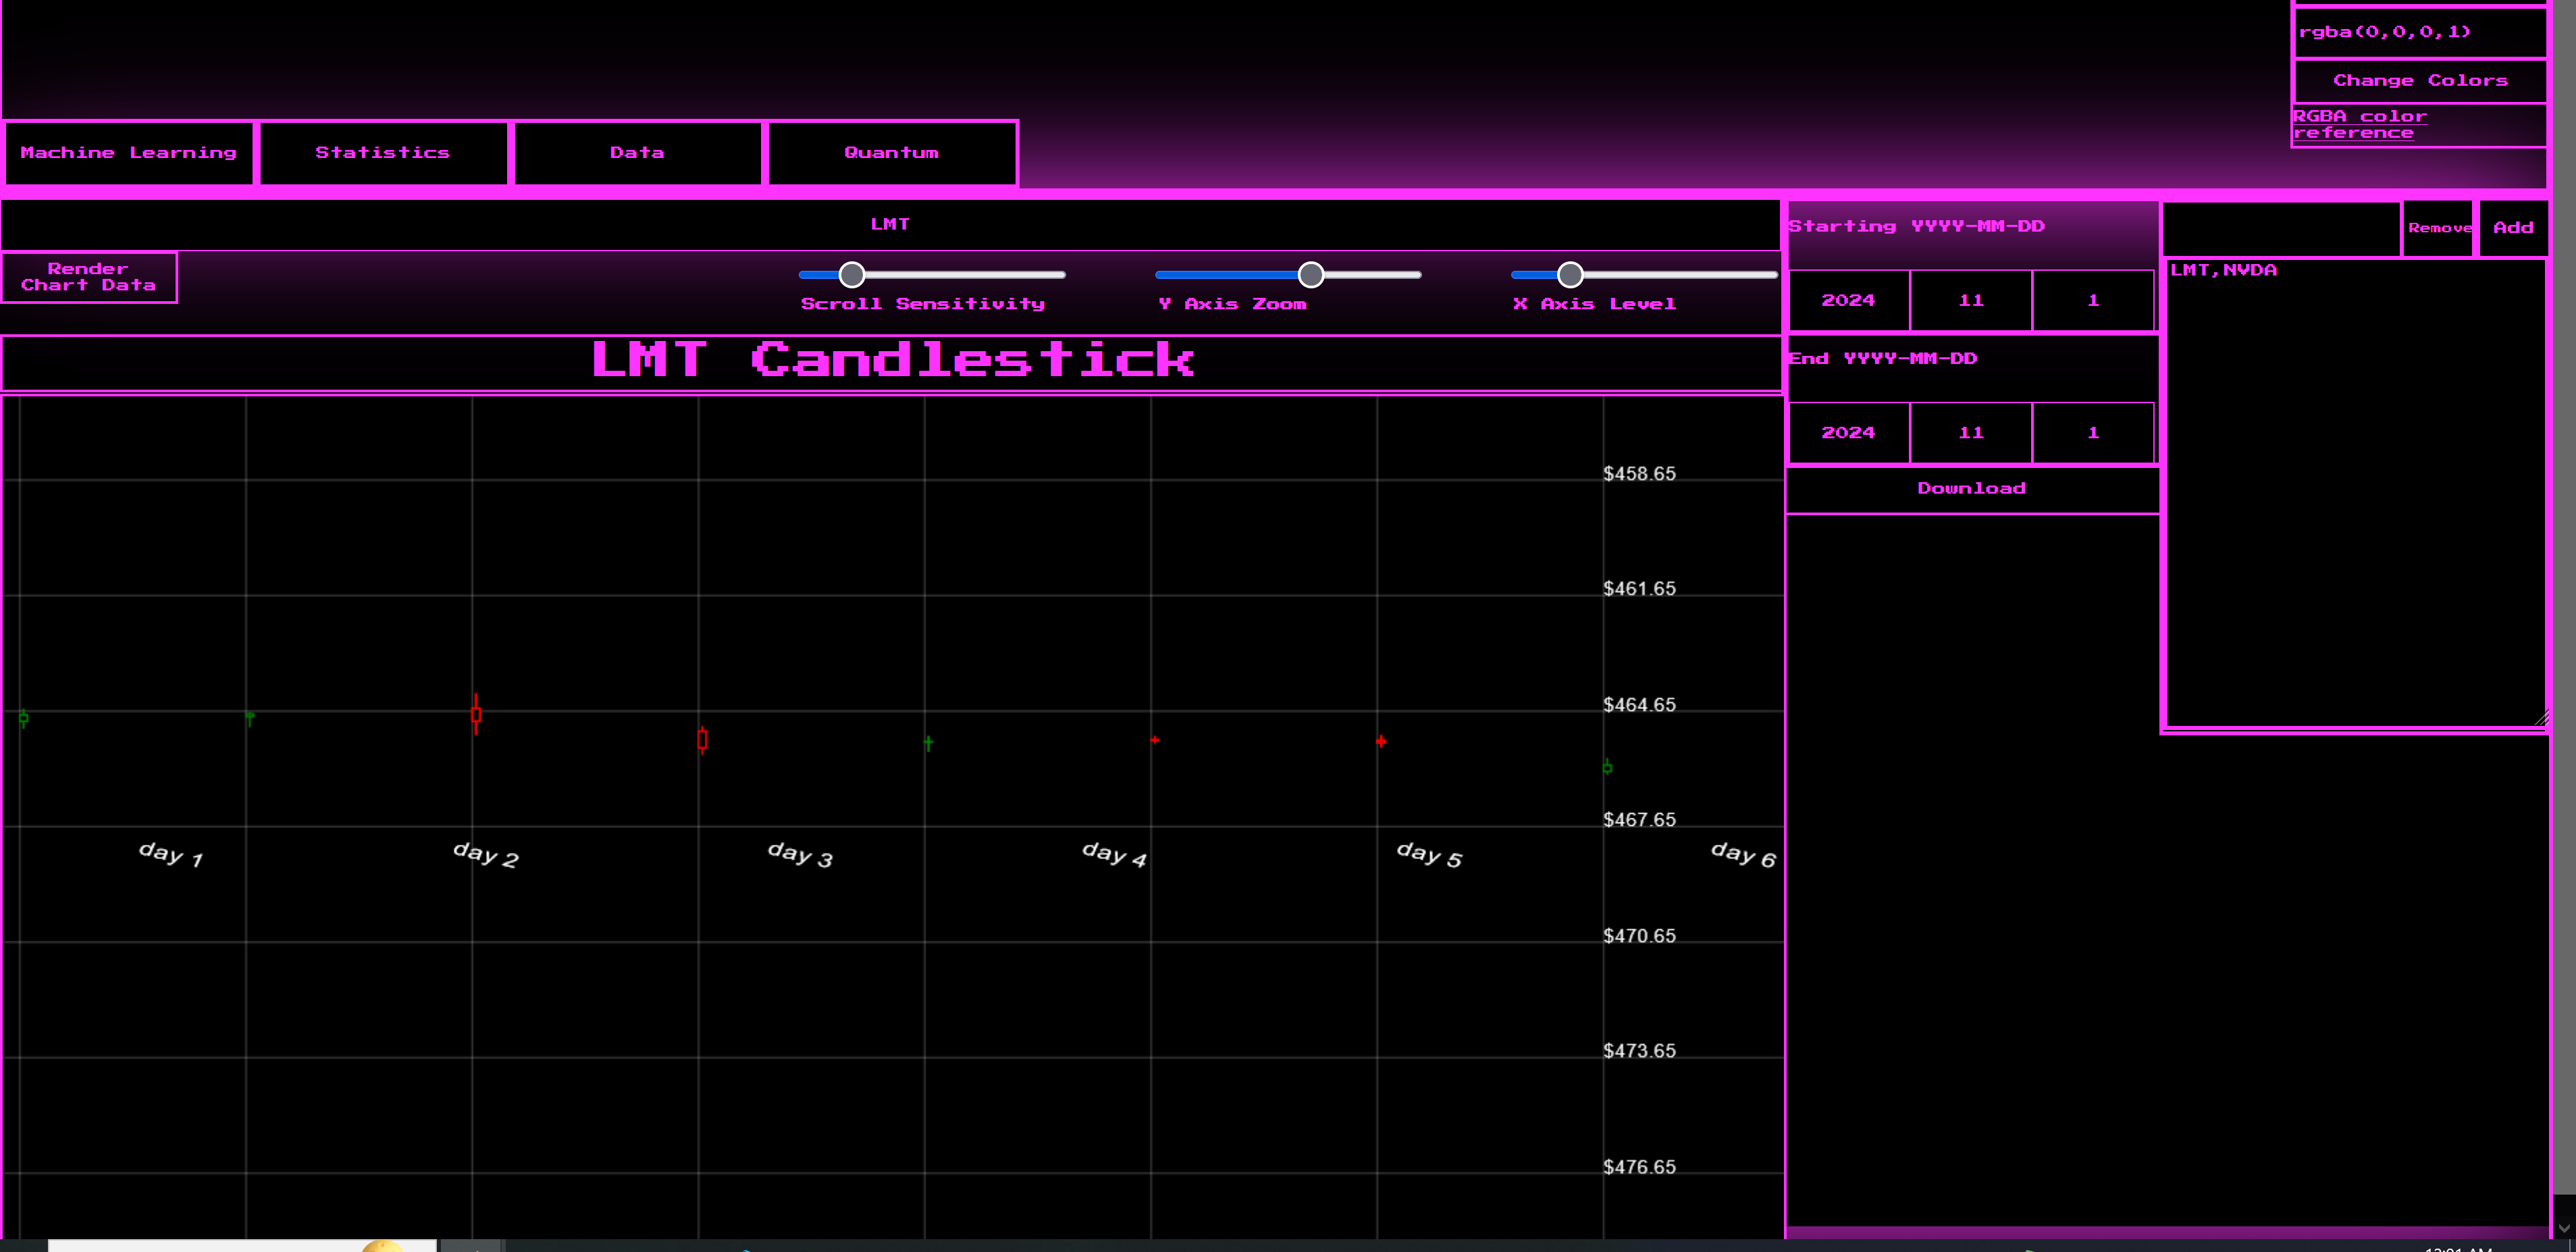 rgba(0,0,0,1)
Change Colors
RGBA color
reference
Machine Learning
Statistics
Data
Quantum
LMT
Render
Chart Data
Scroll Sensitivity
Y Axis Zoom
X Axis Level
LMT Candlestick
Starting YYYY-MM-DD
2024
11
1
End YYYY-MM-DD
2024
11
1
Download
Remove
Add
LMT,NVDA
$458.65
$461.65
$464.65
$467.65
day 1
day 2
day 3
day 4
day 5
day 6
$470.65
$473.65
$476.65